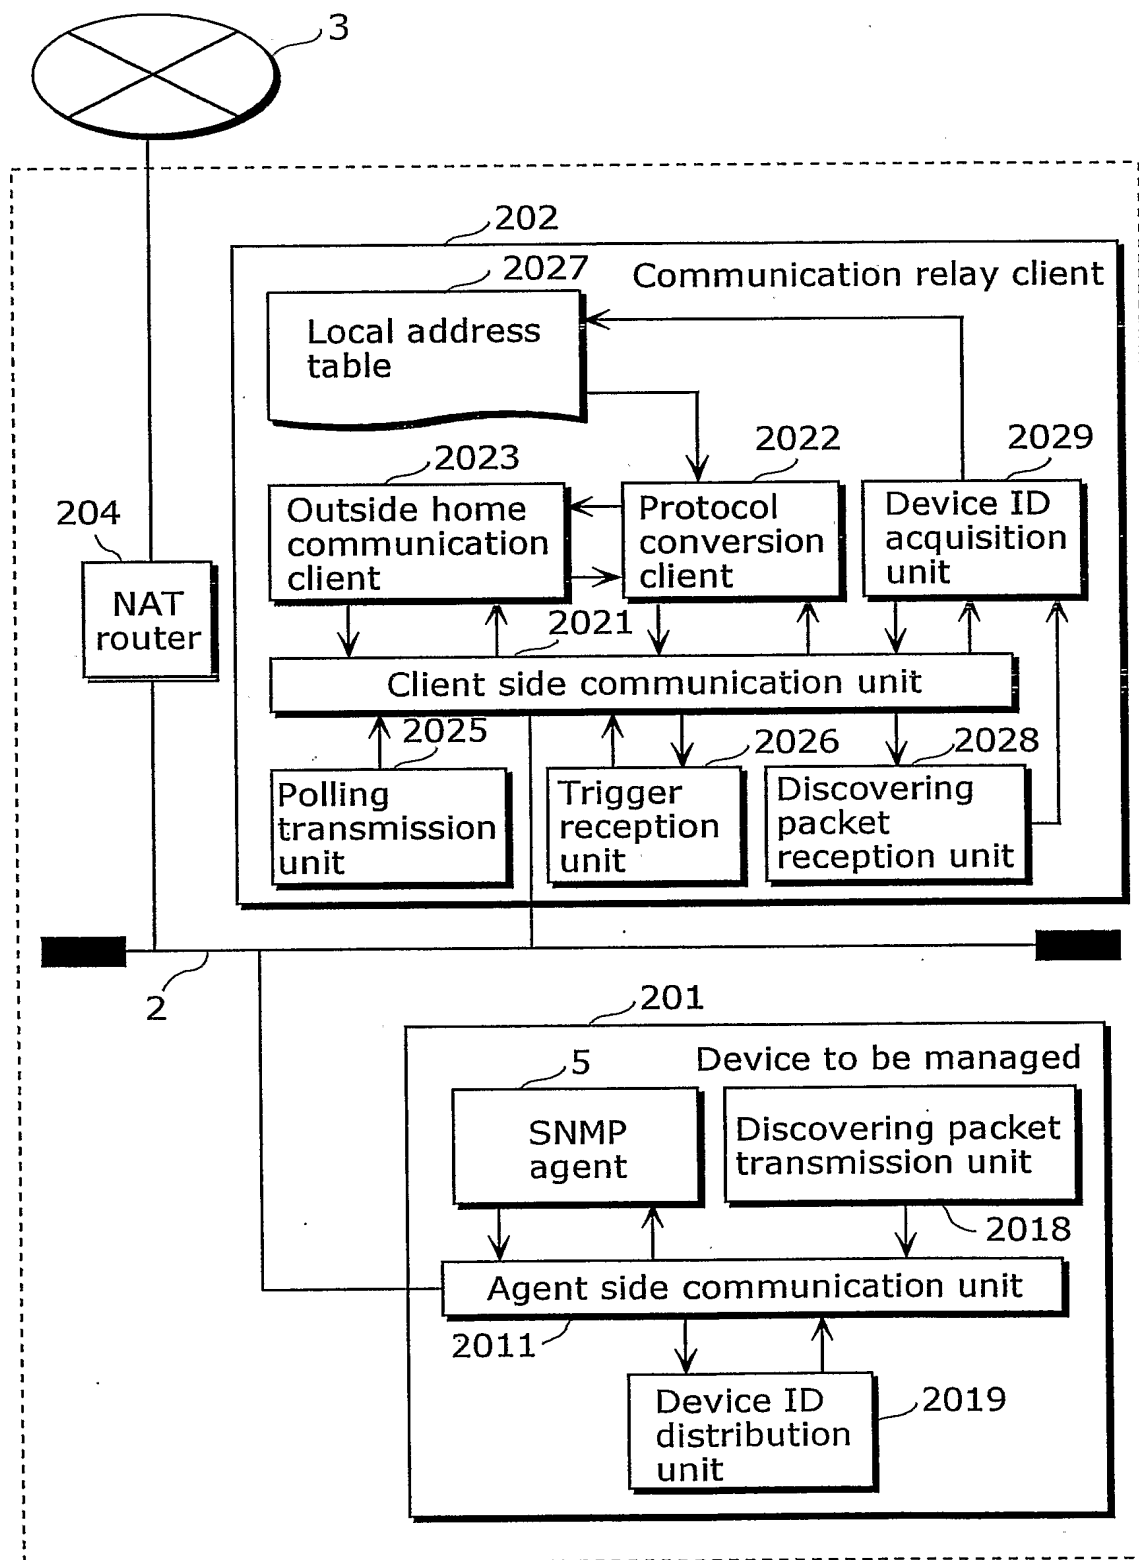 3
202
2027
Communication relay client
Local address
table
2023
2022
2029
204
Outside home
communication
client
Protocol
conversion
client
Device ID
acquisition
unit
NAT
router
2021
Client side communication unit
2025
2026
2028
Polling
transmission
unit
Trigger
reception
unit
Discovering
packet
reception unit
2
201
Device to be managed
5
SNMP
agent
Discovering packet
transmission unit
2018
Agent side communication unit
2011
Device ID
distribution
unit
2019